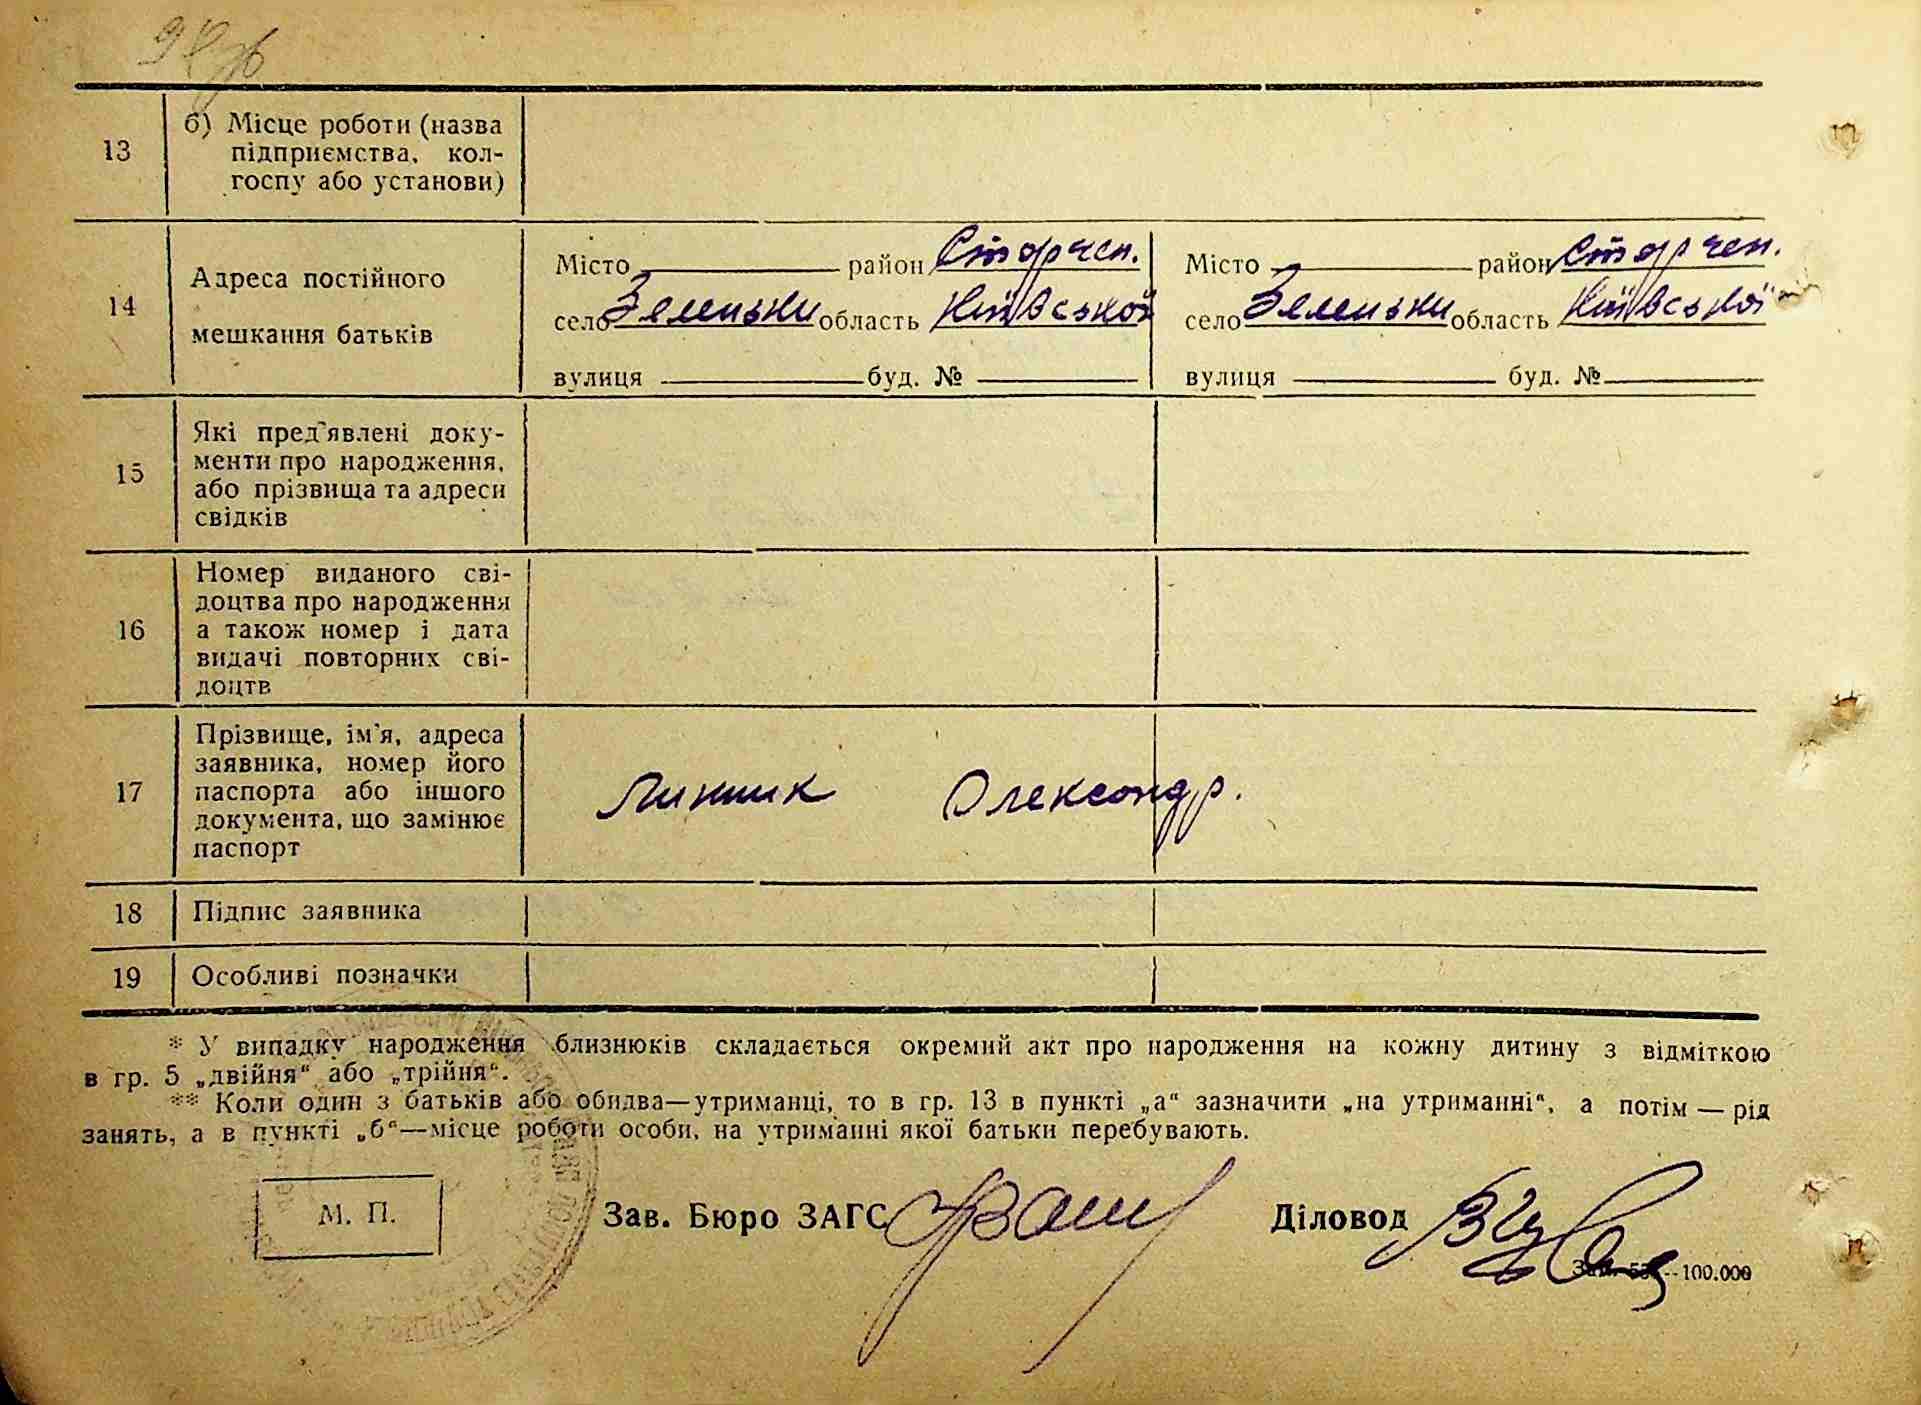 13
б) Місце роботи (назва
підприємства, кол-
госпу або установи)
14
Адреса постійного
мешкання батьків
Місто район Сторчен.
село Зеленьки область Київської
вулиця буд. №
Місто район Сторчен.
село Зеленьки область Київської
вулиця буд. №
15
Які пред'явлені доку-
менти про народження,
або прізвища та адреси
свідків
16
Номер виданого сві-
доцтва про народження
а також номер і дата
видачі повторних сві-
доцтв
17
Прізвище, ім'я, адреса
заявника, номер його
паспорта або іншого
документа, що замінює
паспорт
Линник Олександр.
18
Підпис заявника
19
Особливі позначки
* У випадку народження близнюків складається окремий акт про народження на кожну дитину з відміткою
в гр. 5 „двійня“ або „трійня“.
** Коли один з батьків або обидва—утриманці, то в гр. 13 в пункті „а“ зазначити „на утриманні“, а потім — рід
занять, а в пункті „б“—місце роботи особи, на утриманні якої батьки перебувають.
М. П.
Зав. Бюро ЗАГС
Діловод
Зам. –100.000